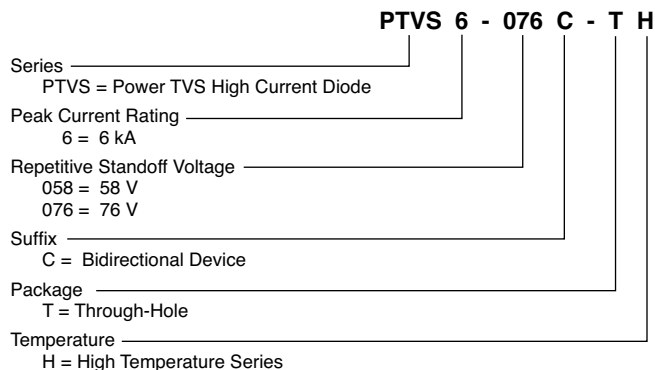 PTVS 6 - 076 C - T H
Series
PTVS = Power TVS High Current Diode
Peak Current Rating
6 = 6 kA
Repetitive Standoff Voltage
058 = 58 V
076 = 76 V
Suffix
C = Bidirectional Device
Package
T = Through-Hole
Temperature
H = High Temperature Series